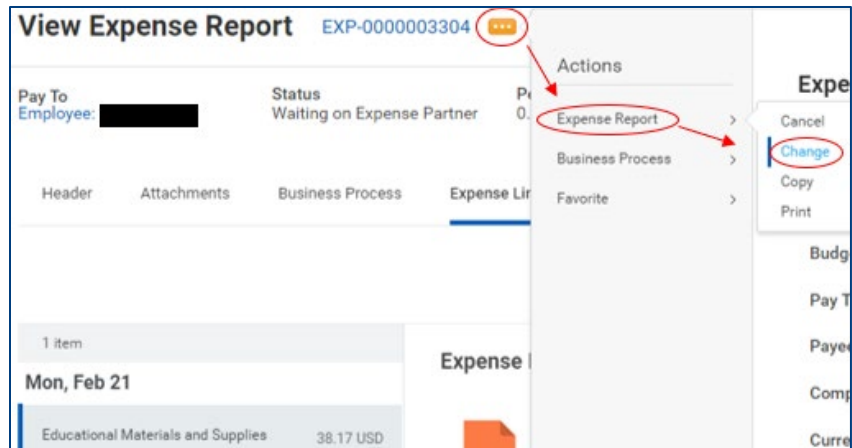 View Expense Report EXP-0000003304
Actions
Pay To
Employee:
Status
Waiting on Expense Partner
0.
Expense Report
Business Process
Favorite
Cancel
Change
Copy
Print
Header Attachments Business Process Expense Lin
1 item
Mon, Feb 21
Educational Materials and Supplies 38.17 USD
Expense
Expe
Budg
Pay T
Paye
Comp
Curre